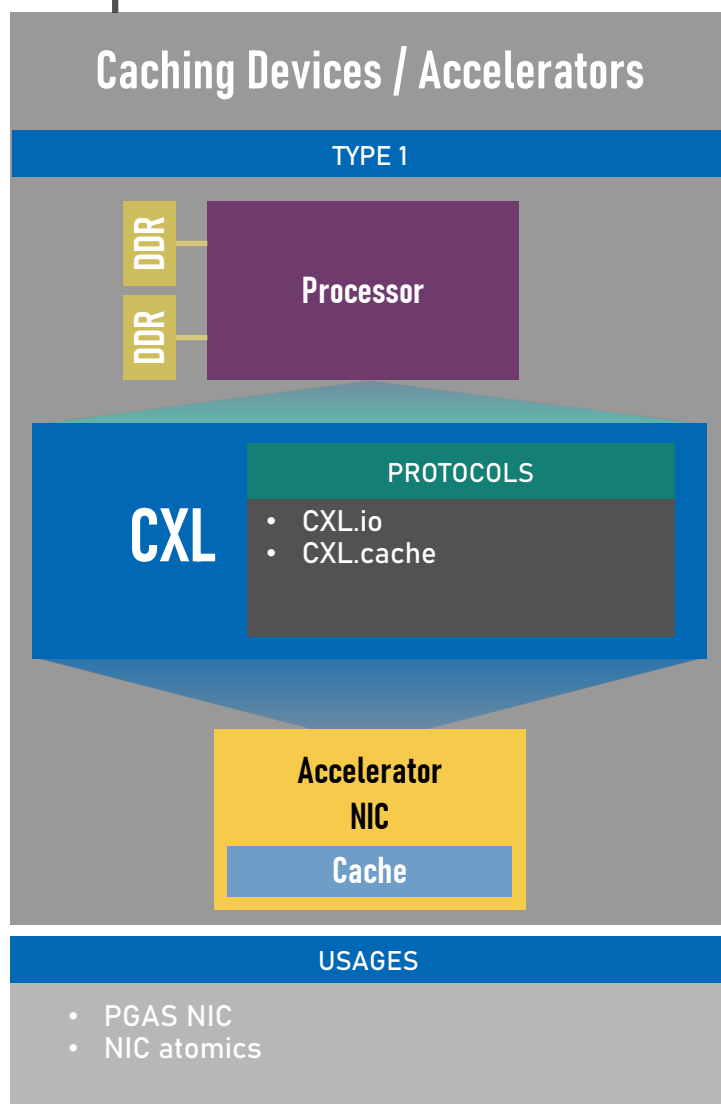 Caching Devices / Accelerators
TYPE 1
DDR
DDR
Processor
CXL
PROTOCOLS
• CXL.io
• CXL.cache
Accelerator
NIC
Cache
USAGES
• PGAS NIC
• NIC atomics